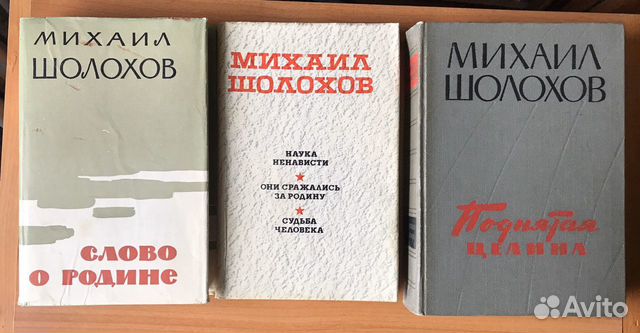 МИХАИЛ
ШОЛОХОВ
СЛОВО
О РОДИНЕ
МИХАИЛ
ШОЛОХОВ
НАУКА
НЕНАВИСТИ
ОНИ СРАЖАЛИСЬ
ЗА РОДИНУ
СУДЬБА
ЧЕЛОВЕКА
МИХАИЛ
ШОЛОХОВ
Поднятая
ЦЕЛИНА
Avito